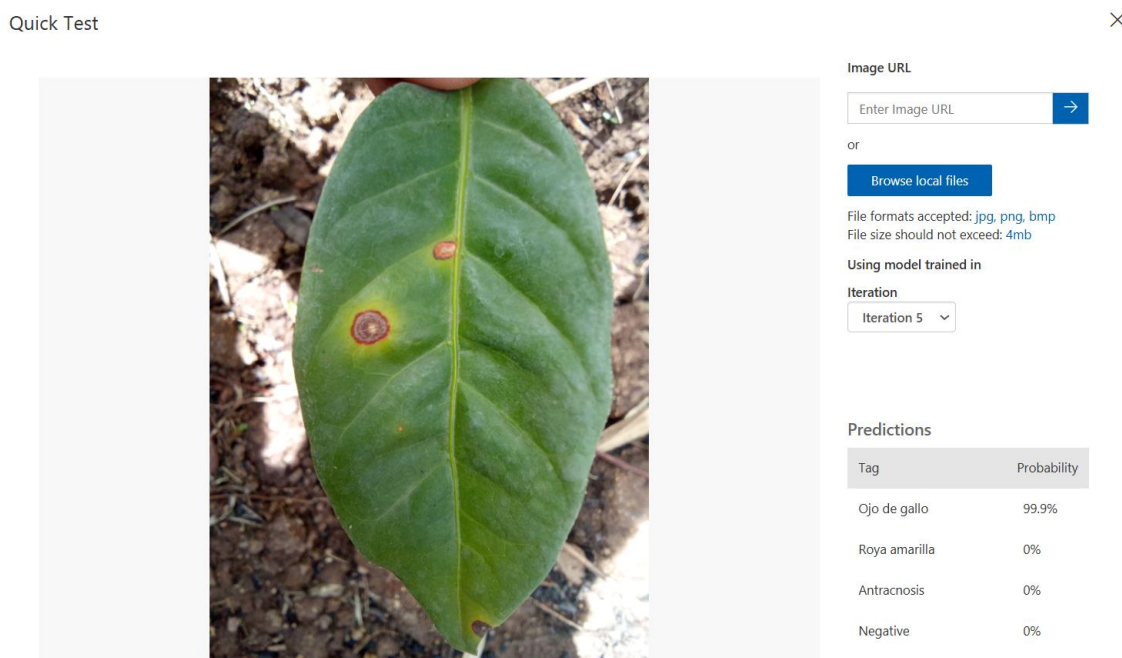 Quick Test
Image URL
Enter Image URL
or
Browse local files
File formats accepted: jpg, png, bmp
File size should not exceed: 4mb
Using model trained in
Iteration
Iteration 5
Predictions
Tag Probability
Ojo de gallo 99.9%
Roya amarilla 0%
Antracnosis 0%
Negative 0%